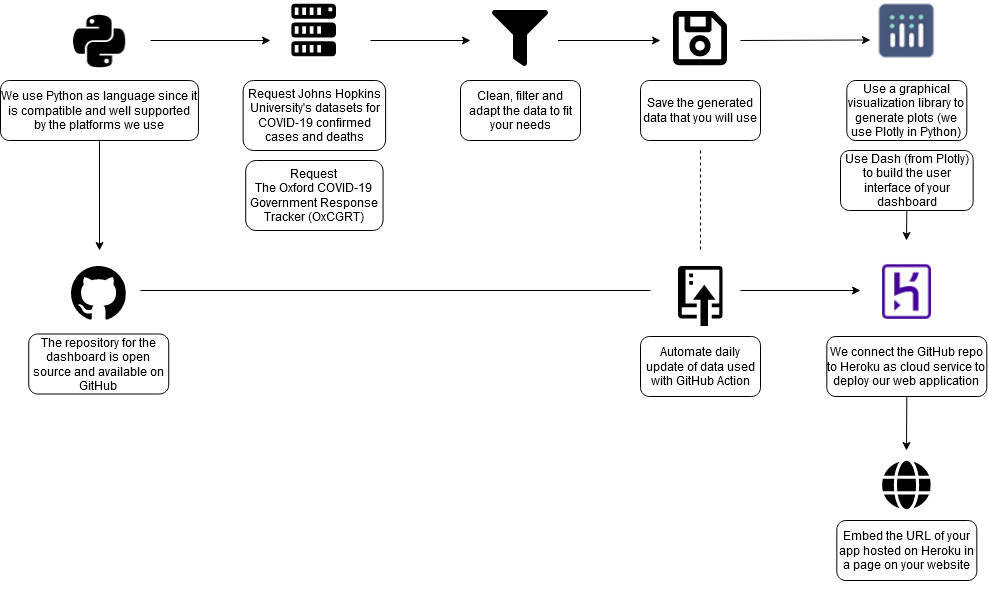 We use Python as language since it
is compatible and well supported
by the platforms we use
Request Johns Hopkins
University's datasets for
COVID-19 confirmed
cases and deaths
Request
The Oxford COVID-19
Government Response
Tracker (OxCGRT)
Clean, filter and
adapt the data to fit
your needs
Save the generated
data that you will use
Use a graphical
visualization library to
generate plots (we
use Plotly in Python)
Use Dash (from Plotly)
to build the user
interface of your
dashboard
The repository for the
dashboard is open
source and available on
GitHub
Automate daily
update of data used
with GitHub Action
We connect the GitHub repo
to Heroku as cloud service to
deploy our web application
Embed the URL of your
app hosted on Heroku in
a page on your website